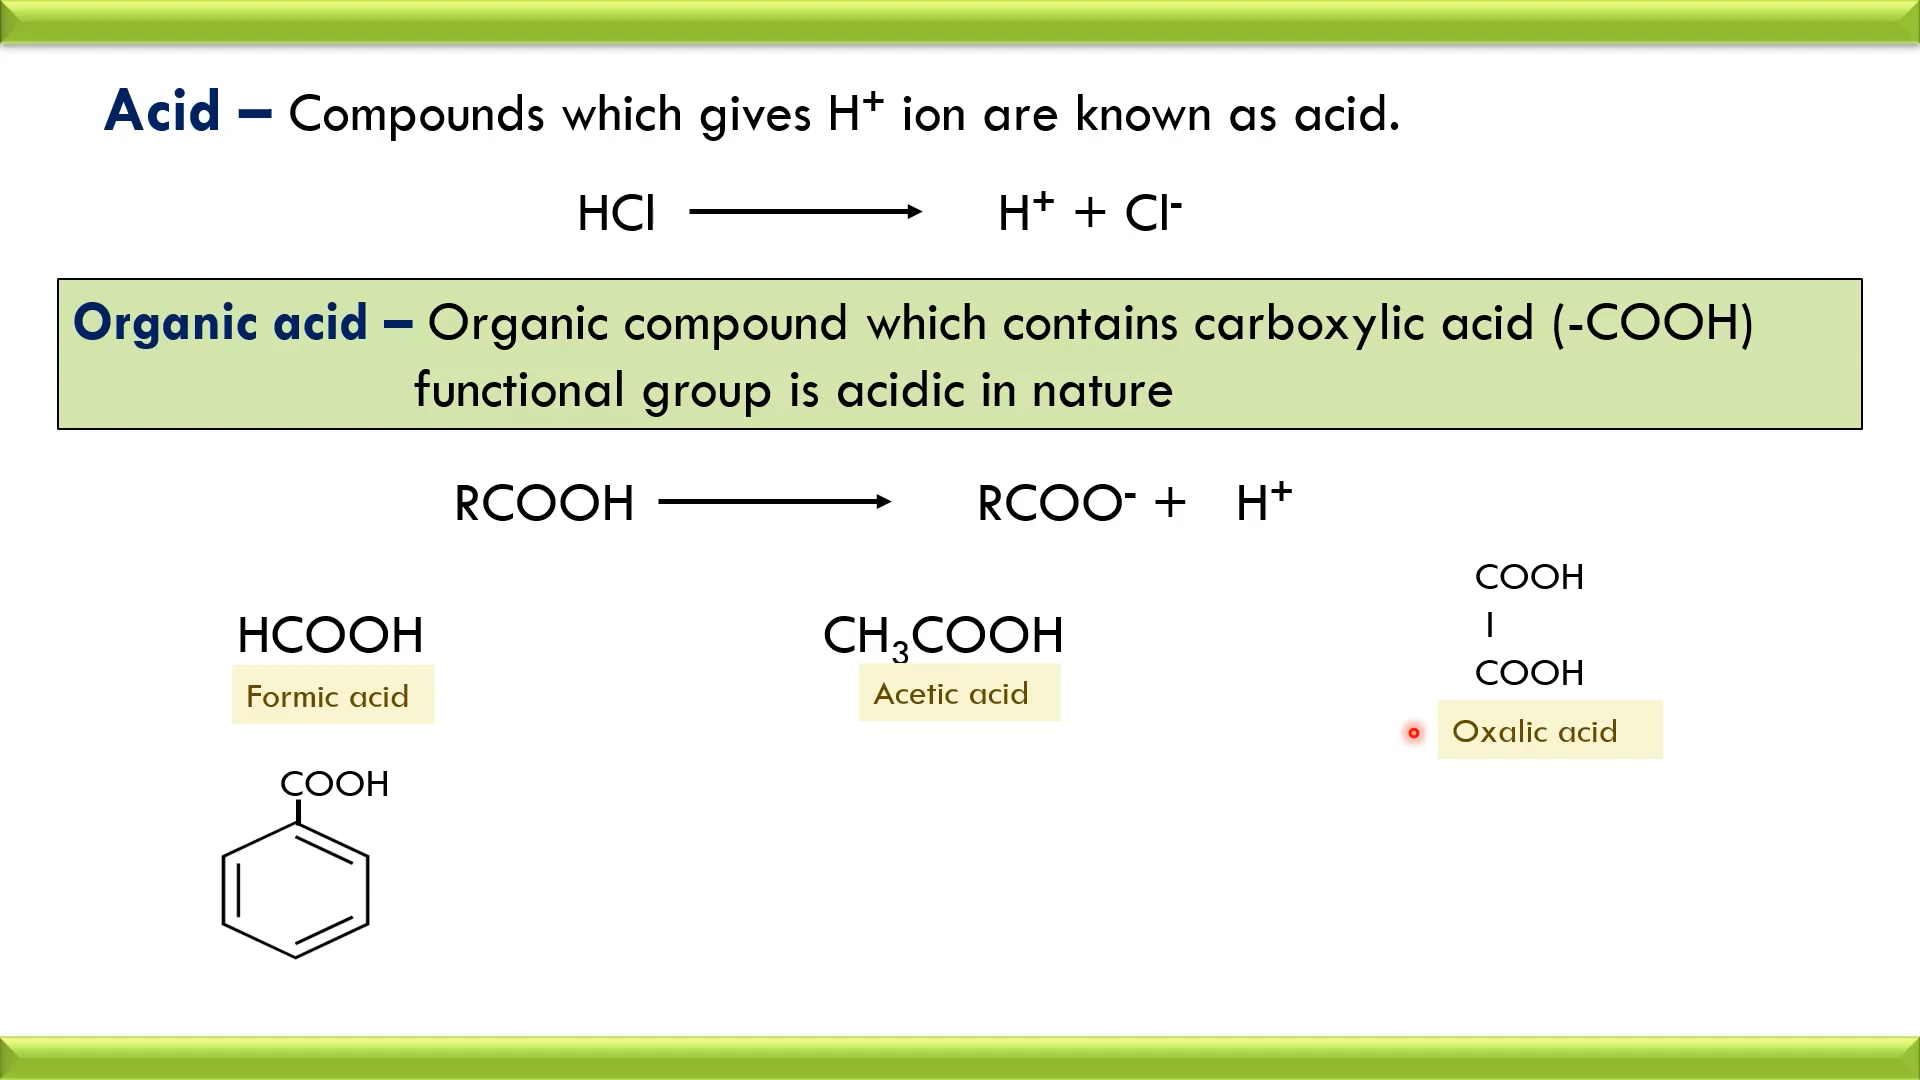 Acid – Compounds which gives H⁺ ion are known as acid.
HCl ⟶ H⁺ + Cl⁻
Organic acid – Organic compound which contains carboxylic acid (-COOH)
functional group is acidic in nature
RCOOH ⟶ RCOO⁻ + H⁺
HCOOH
Formic acid
CH₃COOH
Acetic acid
COOH
I
COOH
Oxalic acid
COOH